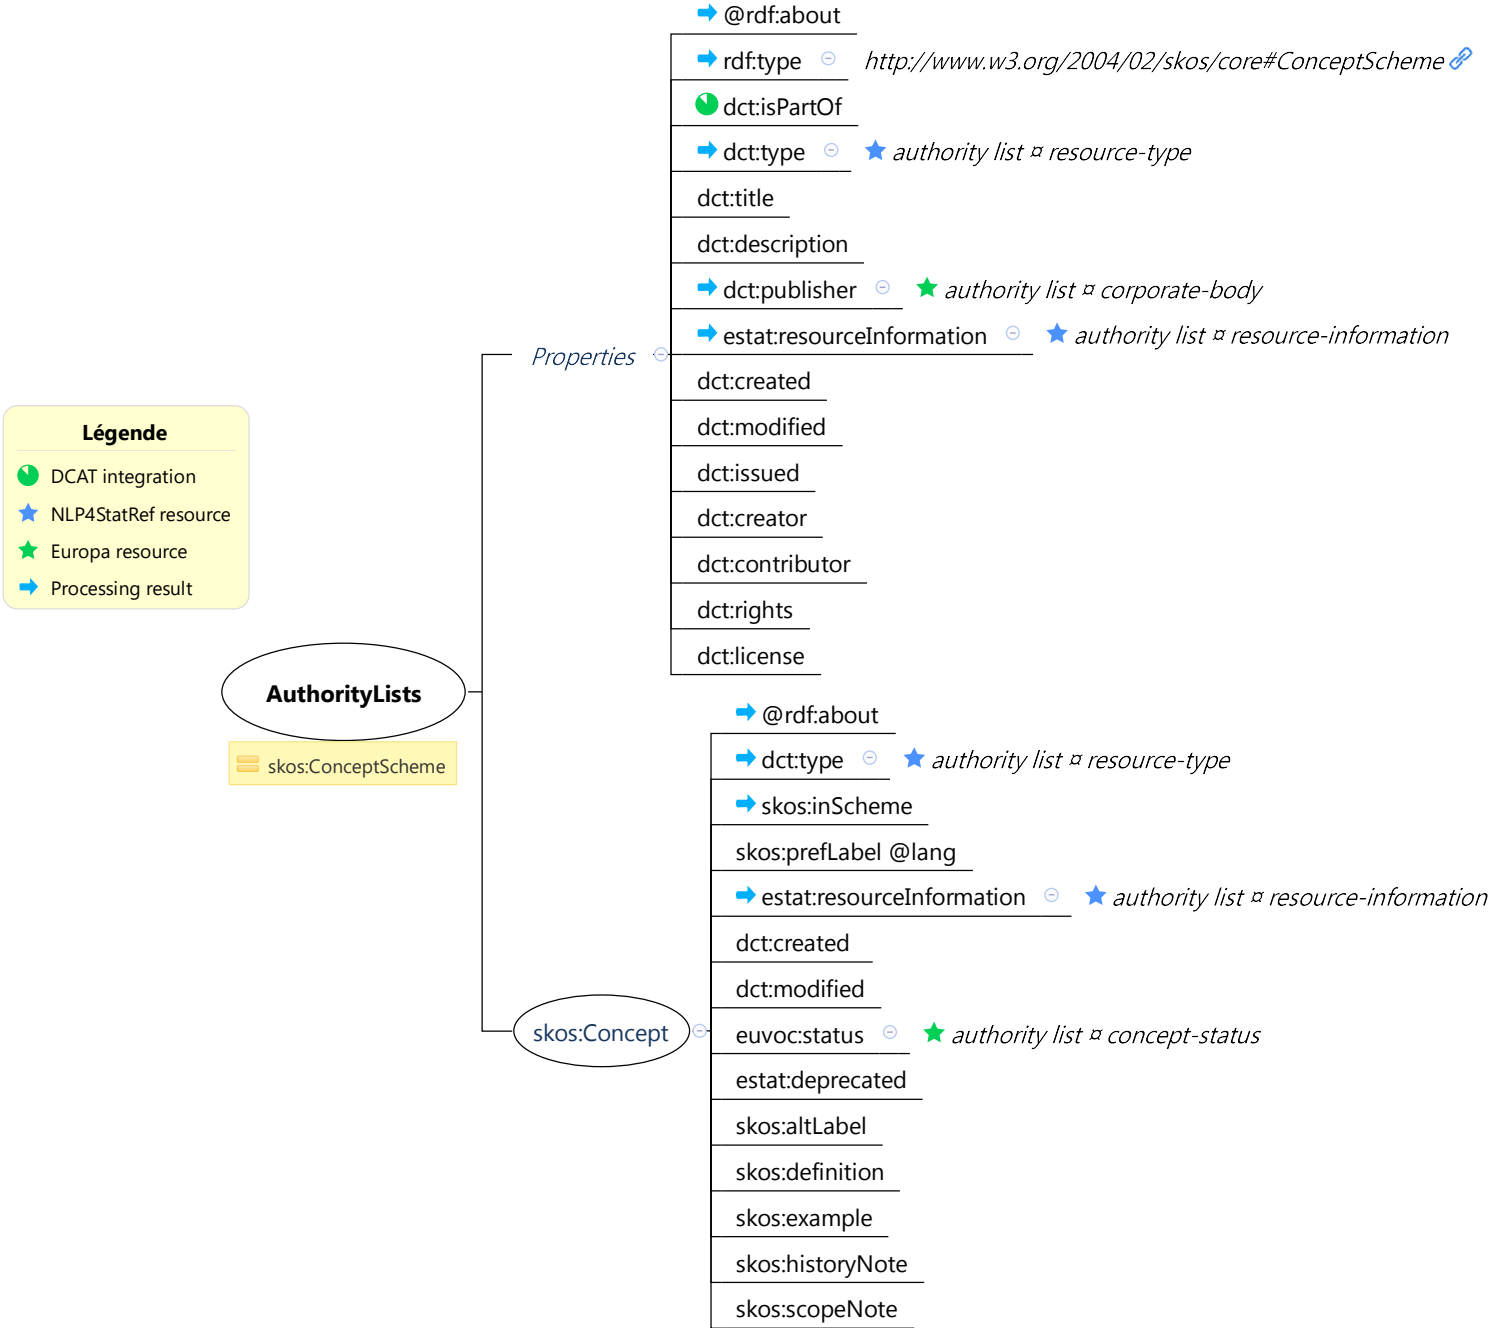 @rdf:about
rdf:type http://www.w3.org/2004/02/skos/core#ConceptScheme
dct:isPartOf
dct:type authority list ¤ resource-type
dct:title
dct:description
dct:publisher authority list ¤ corporate-body
estat:resourceInformation authority list ¤ resource-information
Properties
dct:created
dct:modified
dct:issued
dct:creator
dct:contributor
dct:rights
dct:license
Légende
DCAT integration
NLP4StatRef resource
Europa resource
Processing result
AuthorityLists
skos:ConceptScheme
@rdf:about
dct:type authority list ¤ resource-type
skos:inScheme
skos:prefLabel @lang
estat:resourceInformation authority list ¤ resource-information
dct:created
dct:modified
skos:Concept
euvoc:status authority list ¤ concept-status
estat:deprecated
skos:altLabel
skos:definition
skos:example
skos:historyNote
skos:scopeNote